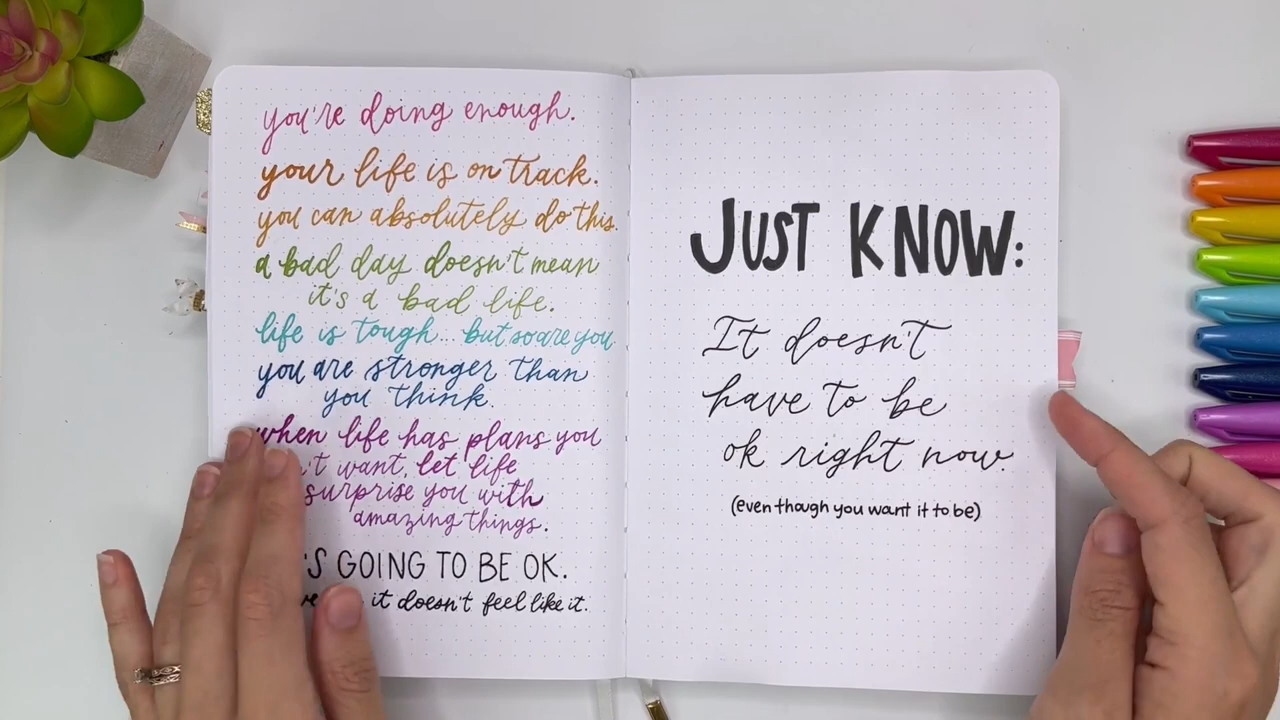 you're doing enough.
your life is on track.
you can absolutely do this.
a bad day doesn't mean
it's a bad life.
life is tough... but so are you.
you are stronger than
you think.
when life has plans you
want, let life
surprise you with
amazing things.
GOING TO BE OK.
it doesn't feel like it.
JUST KNOW:
It doesn't
have to be
ok right now.
(even though you want it to be)